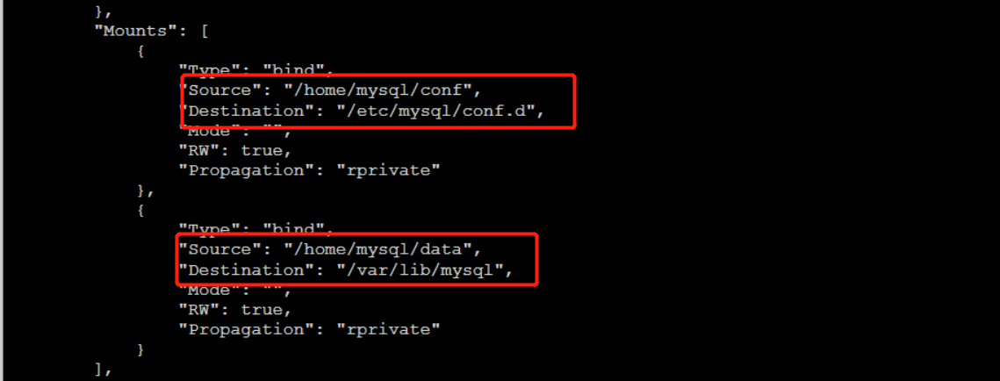 },
"Mounts": [
{
"Type": "bind",
"Source": "/home/mysql/conf",
"Destination": "/etc/mysql/conf.d",
"Mode": "",
"RW": true,
"Propagation": "rprivate"
},
{
"Type": "bind",
"Source": "/home/mysql/data",
"Destination": "/var/lib/mysql",
"Mode": "",
"RW": true,
"Propagation": "rprivate"
}
],